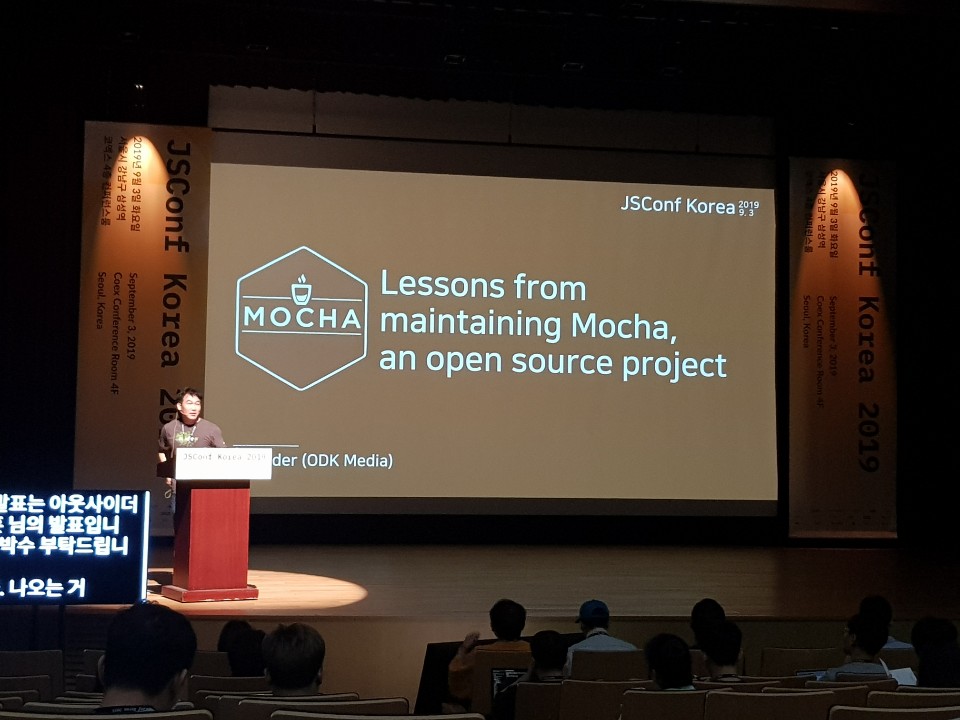 JSConf Korea 2019
9.3
MOCHA
Lessons from
maintaining Mocha,
an open source project
der (ODK Media)
JSConf Korea 2019
발표는 아웃사이더
님의 발표입니
박수 부탁드립니
나오는 거
JSConf Korea 20
2019년 9월 3일 화요일
서울시 강남구 삼성역
코엑스 4층 컨퍼런스룸
September 3, 2019
Coex Conference Room 4F
Seoul, Korea
JSConf Korea 2019
2019년 9월 3일 화요일
서울시 강남구 삼성역
코엑스 4층 컨퍼런스룸
September 3, 2019
Coex Conference Room 4F
Seoul, Korea